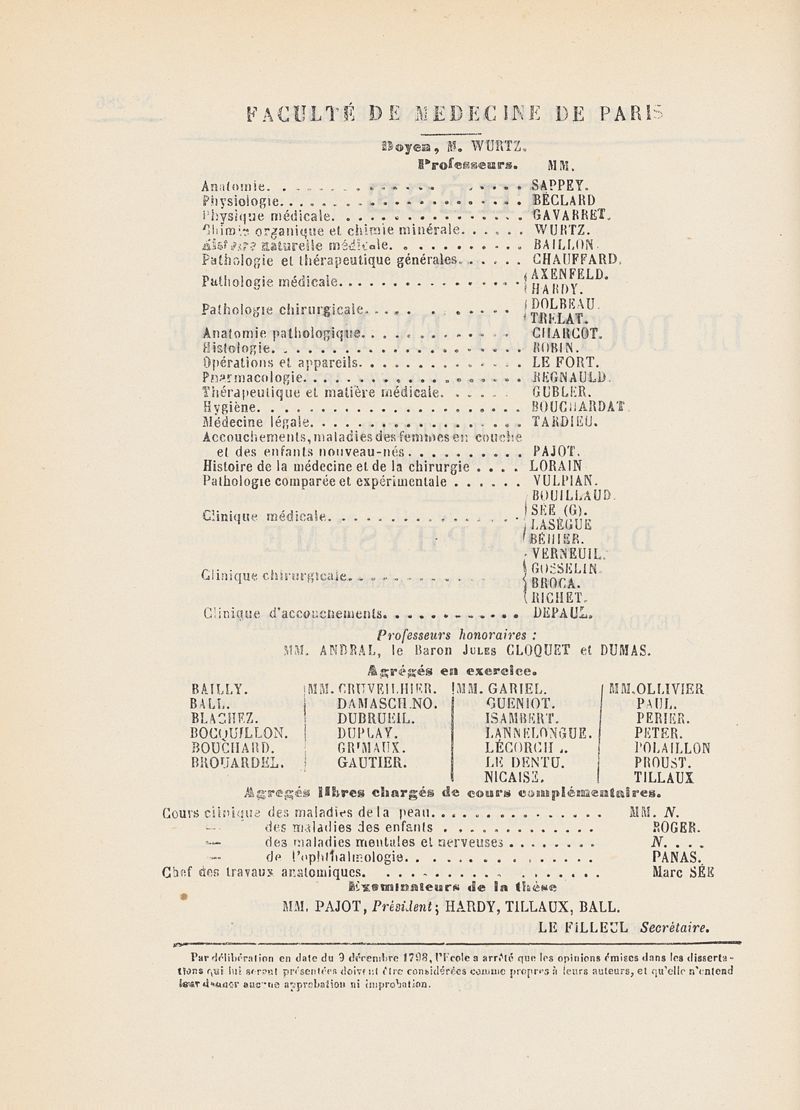 FACULTÉ DE MEDECINE DE PARIS
Doyen, M. WURTZ.
Professeurs. MM.
Anatomie. . . . . . . . . . . . . . . . . . SAPPEY.
Physiologie. . . . . . . . . . . . . . . . . BÉCLARD
Physique médicale. . . . . . . . . . . . . . GAVARRET.
Chimie organique et chimie minérale. . . . . . WURTZ.
naturelle médicale. . . . . . . . . . BAILLON.
Pathologie et thérapeutique générales. . . . . . CHAUFFARD.
Pathologie médicale. . . . . . . . . . . . . . AXENFELD.
HARDY.
Pathologie chirurgicale. . . . . . . . . . . DOLBEAU.
TRELAT.
Anatomie pathologique. . . . . . . . . . . . CHARCOT.
Histologie. . . . . . . . . . . . . . . . . . ROBIN.
Opérations et appareils. . . . . . . . . . . . LE FORT.
Pharmacologie. . . . . . . . . . . . . . . . REGNAULD.
Thérapeutique et matière médicale. . . . . . GUBLER.
Hygiène. . . . . . . . . . . . . . . . . . . BOUCHARDAT.
Médecine légale. . . . . . . . . . . . . . . TARDIEU.
Accouchements, maladies des femmes en couche
et des enfants nouveau-nés. . . . . . . . . . PAJOT.
Histoire de la médecine et de la chirurgie . . . . LORAIN
Pathologie comparée et expérimentale . . . . . . VULPIAN.
BOUILLAUD.
Clinique médicale. . . . . . . . . . . . . . SÉE (G).
LASÈGUE
BÉHIER.
VERNEUIL.
Clinique chirurgicale. . . . . . . . . . GOSSELIN.
BROCA.
RICHET.
Clinique d'accouchements. . . . . . . . . . . DEPAUL.
Professeurs honoraires :
MM. ANDRAL, le Baron JULES CLOQUET et DUMAS.
Agrégés en exercice.
BAILLY. MM. CRUVEILHIER. MM. GARIEL. MM. OLLIVIER
BALL. DAMASCHINO. GUENIOT. PAUL.
BLACHEZ. DUBRUEIL. ISAMBERT. PERIER.
BOCQUILLON. DUPLAY. LANNELONGUE. PETER.
BOUCHARD. GRIMAUX. LÉCORCHÉ. POLAILLON
BROUARDEL. GAUTIER. LE DENTU. PROUST.
NICAISE. TILLAUX
Agregés libres chargés de cours complémentaires.
Cours clinique des maladies de la peau. . . . . . . . . . . . . . . MM. N.
— des maladies des enfants . . . . . . . . . . . . . ROGER.
— des maladies mentales et nerveuses . . . . . . . . N. . . .
— de l'ophthalmologie. . . . . . . . . . . . . . PANAS.
Chef des travaux anatomiques. . . . . . . . . . . . . . . . . Marc SÉE
Examinateurs de la thèse
MM. PAJOT, Président; HARDY, TILLAUX, BALL.
LE FILLEUL Secrétaire.
Par délibération en date du 9 décembre 1798, l'Ecole a arrêté que les opinions émises dans les disserta-
tions qui lui seront présentées doivent être considérées comme propres à leurs auteurs, et qu'elle n'entend
leur donner aucune approbation ni improbation.